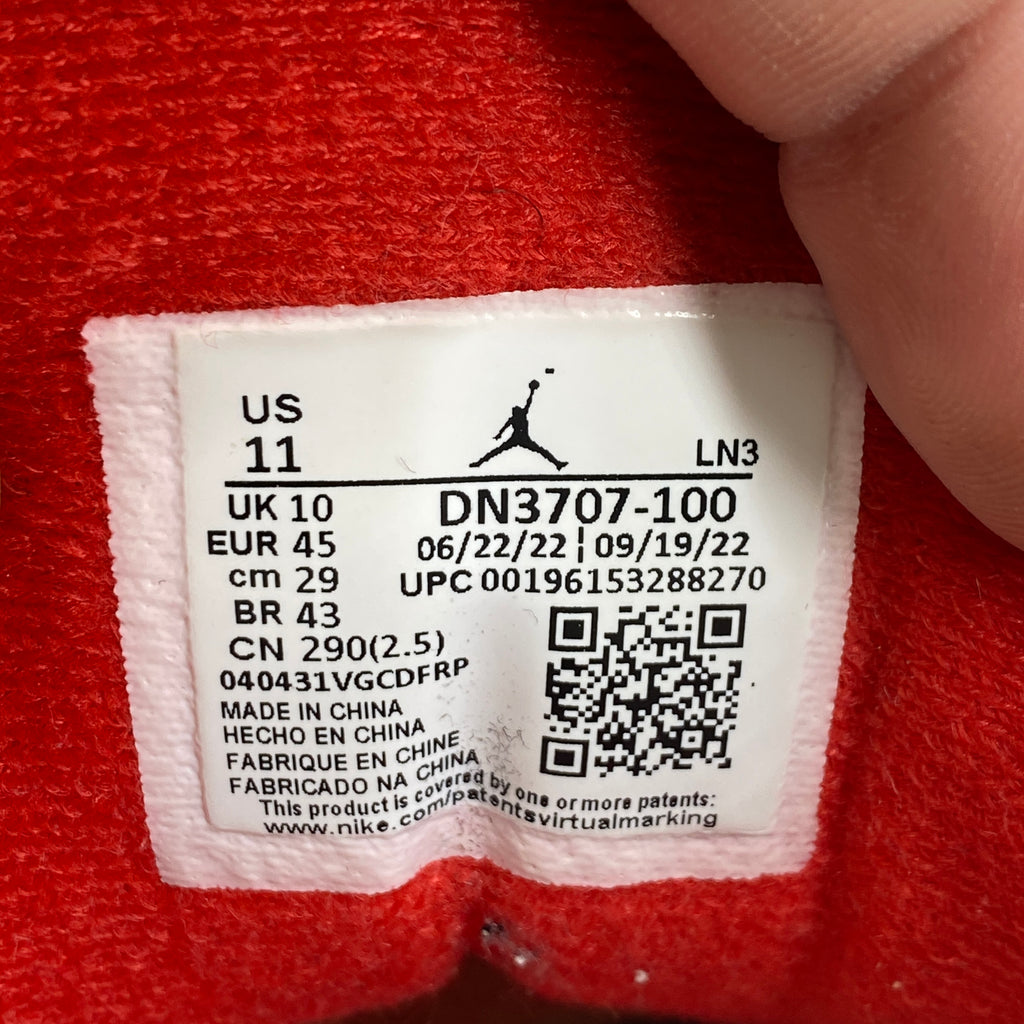 US
11
LN3
UK 10
DN3707-100
EUR 45
06/22/22 ¦ 09/19/22
cm 29
UPC 00196153288270
BR 43
CN 290(2.5)
040431VGCDFRP
MADE IN CHINA
HECHO EN CHINA
FABRIQUE EN CHINE
FABRICADO NA CHINA
This product is covered by one or more patents:
www.nike.com/patentsvirtualmarking